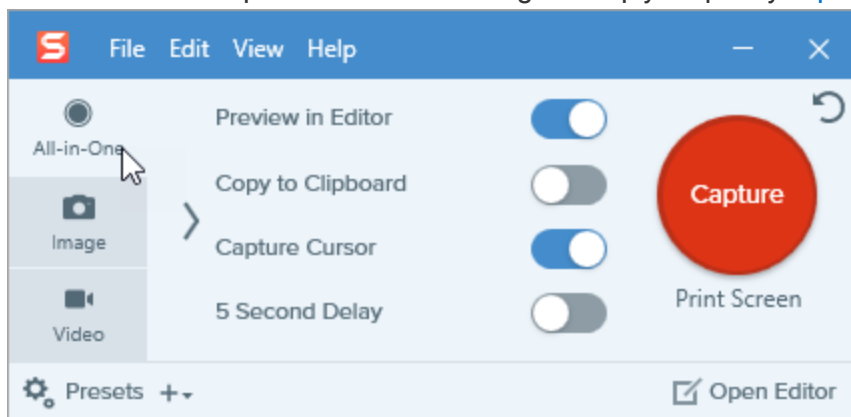 S File Edit View Help
All-in-One
Preview in Editor
Copy to Clipboard
Image
Capture Cursor
Video
5 Second Delay
Capture
Print Screen
Presets
Open Editor